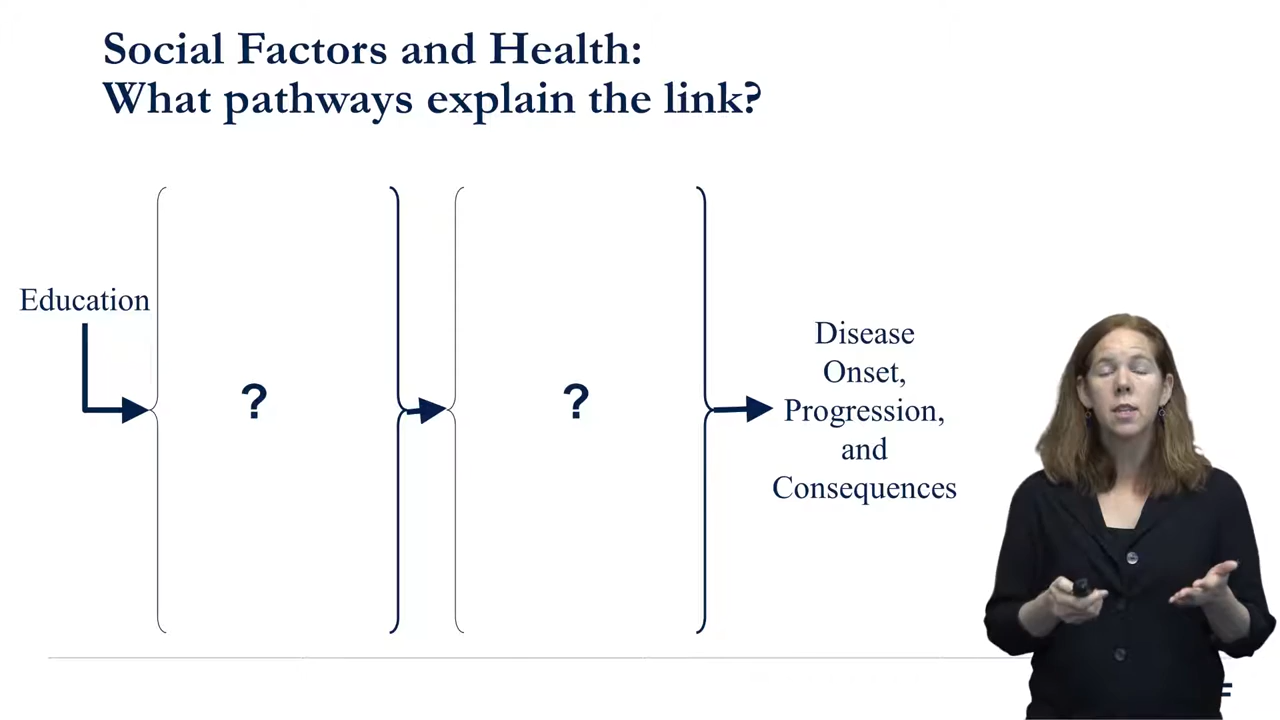 Social Factors and Health:
What pathways explain the link?
Education
?
?
Disease
Onset,
Progression,
and
Consequences